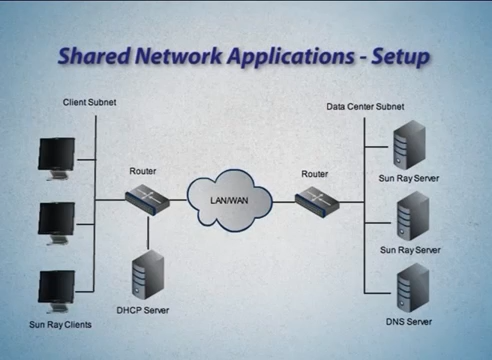 Shared Network Applications - Setup
Client Subnet
Data Center Subnet
Router
Router
Sun Ray Server
LAN/WAN
Sun Ray Server
DHCP Server
Sun Ray Clients
DNS Server